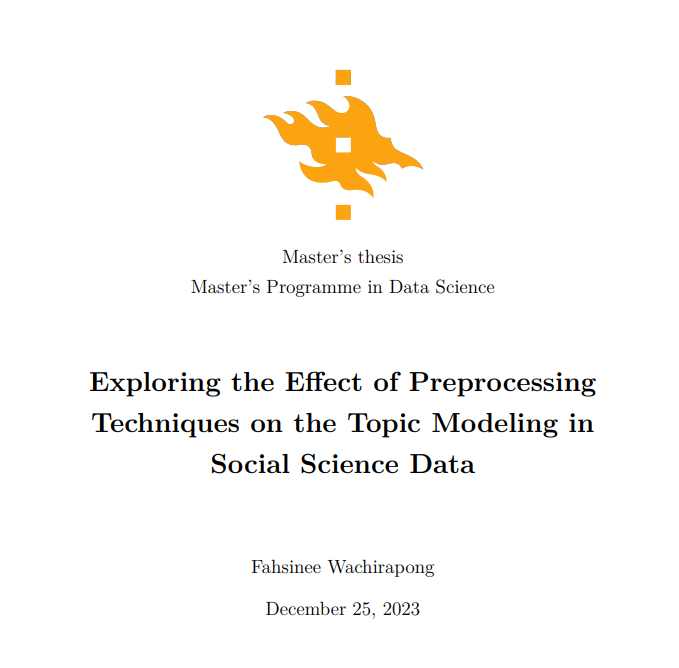 Master's thesis
Master's Programme in Data Science
Exploring the Effect of Preprocessing
Techniques on the Topic Modeling in
Social Science Data
Fahsinee Wachirapong
December 25, 2023